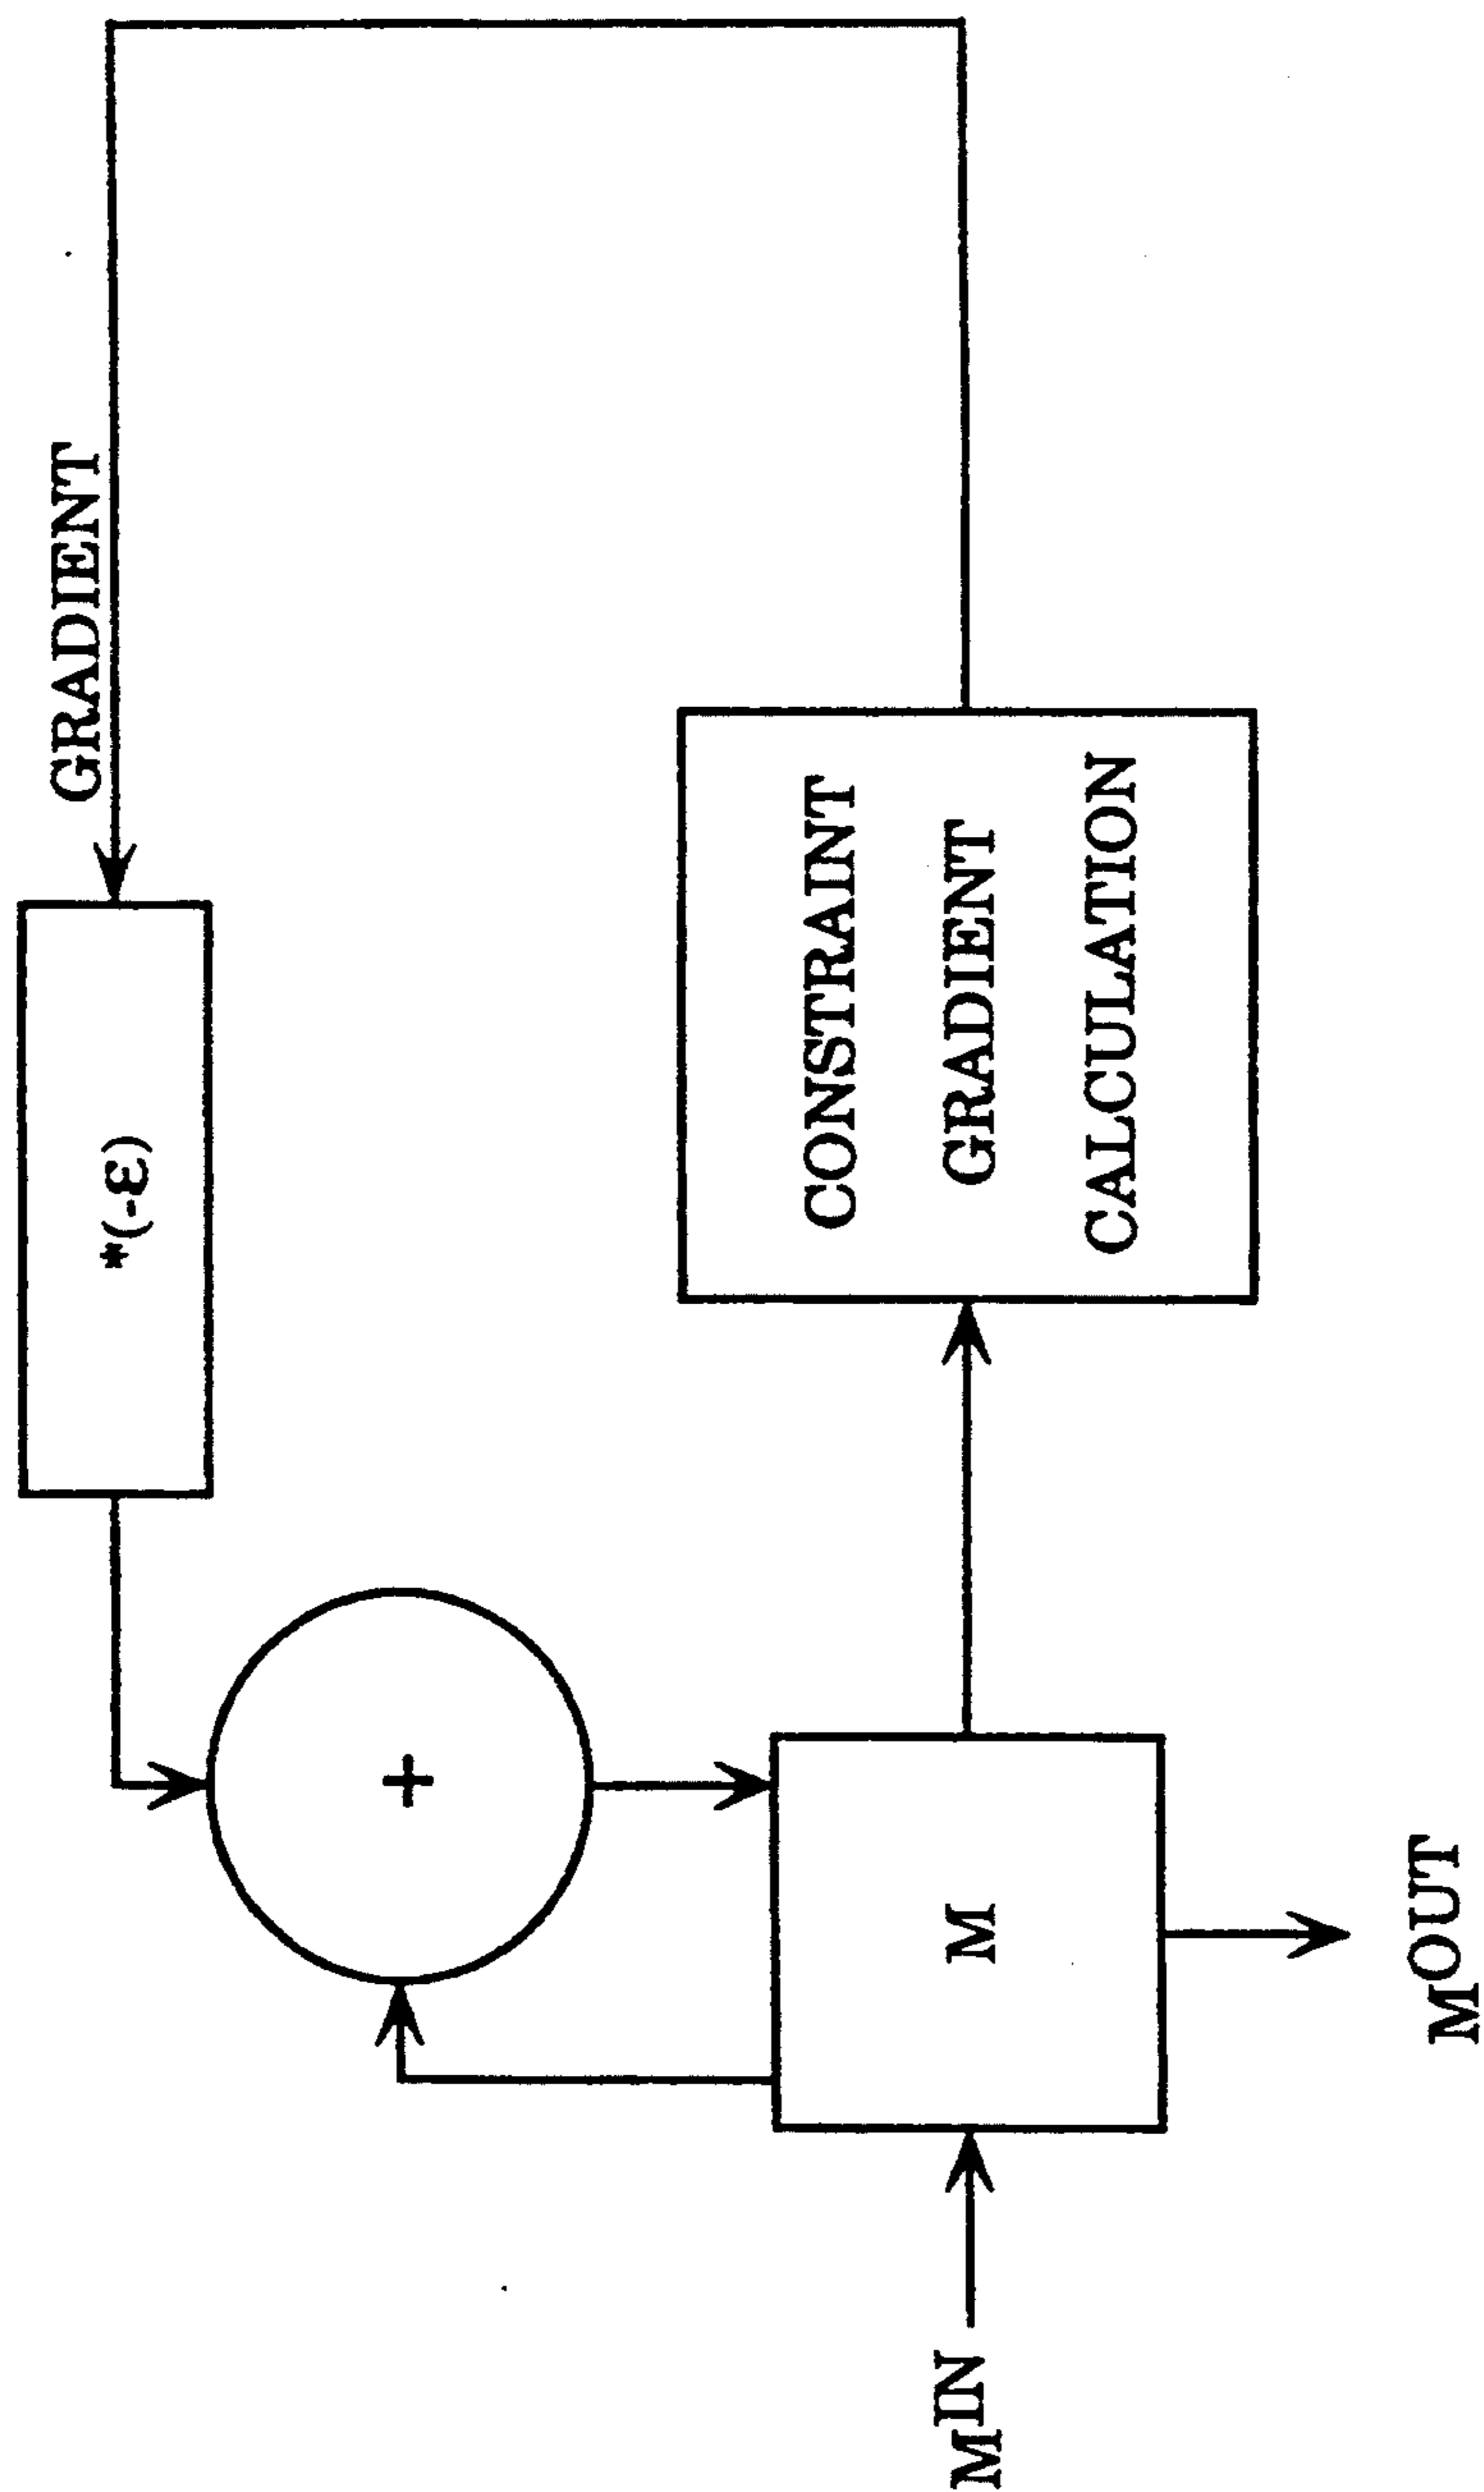 GRADIENT
*(-ε)
+
CONSTRAINT
GRADIENT
CALCULATION
M
M^IN
M^OUT